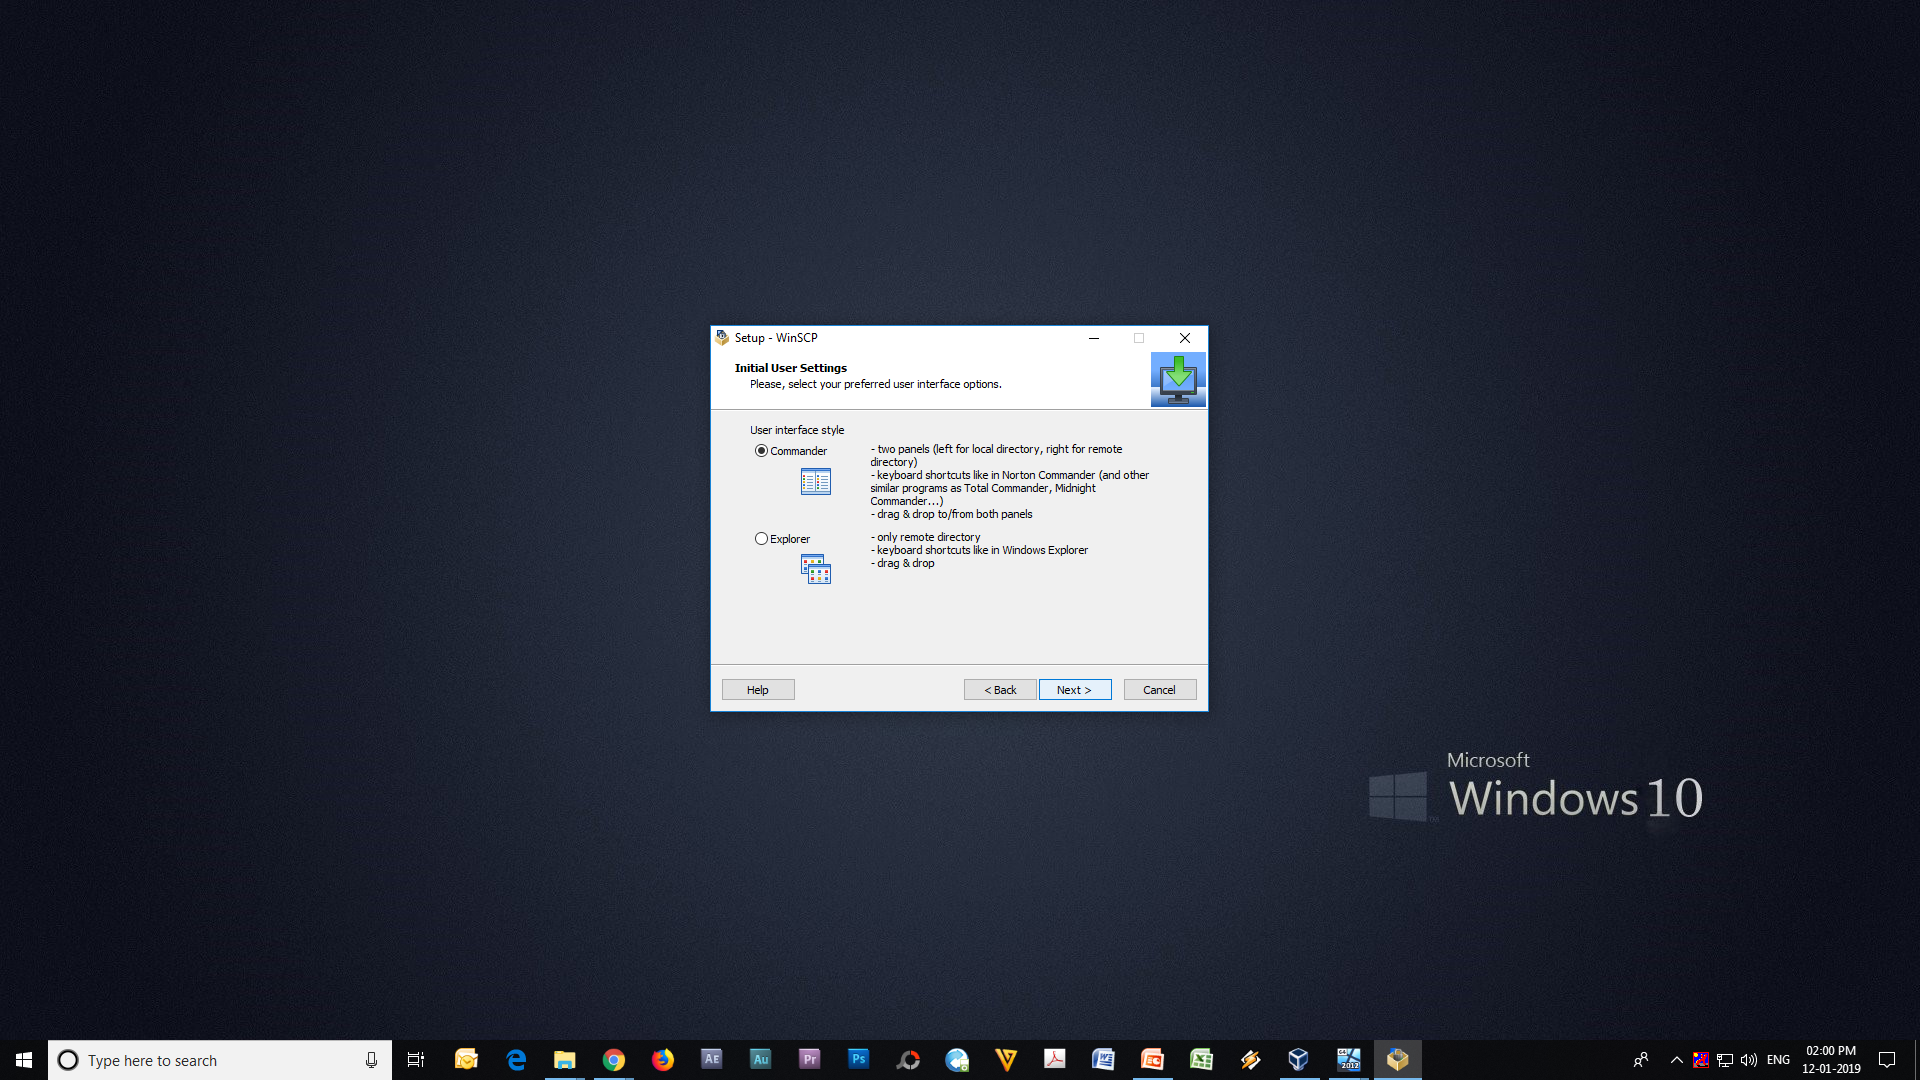 Setup - WinSCP
Initial User Settings
Please, select your preferred user interface options.
User interface style
Commander
- two panels (left for local directory, right for remote
directory)
- keyboard shortcuts like in Norton Commander (and other
similar programs as Total Commander, Midnight
Commander...)
- drag & drop to/from both panels
Explorer
- only remote directory
- keyboard shortcuts like in Windows Explorer
- drag & drop
Help
< Back
Next >
Cancel
Microsoft
Windows 10
Type here to search
AE
Au
Pr
Ps
2012
ENG
02:00 PM
12-01-2019